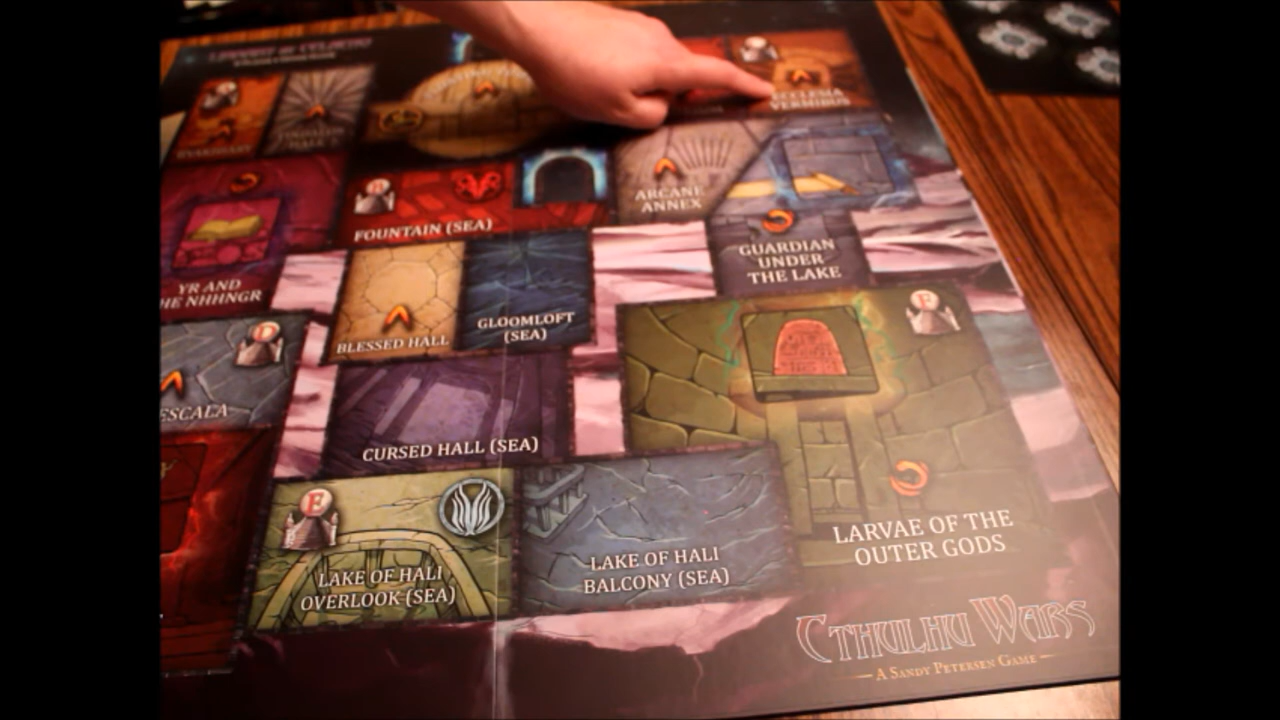 ECCLESIA
VERMIBUS
ARCANE
ANNEX
FOUNTAIN (SEA)
GUARDIAN
UNDER
THE LAKE
YR AND
HE NHHNGR
GLOOMLOFT
(SEA)
BLESSED HALL
ESCALA
CURSED HALL (SEA)
LAKE OF HALI
OVERLOOK (SEA)
LAKE OF HALI
BALCONY (SEA)
LARVAE OF THE
OUTER GODS
CTHULHU WARS
A SANDY PETERSEN GAME